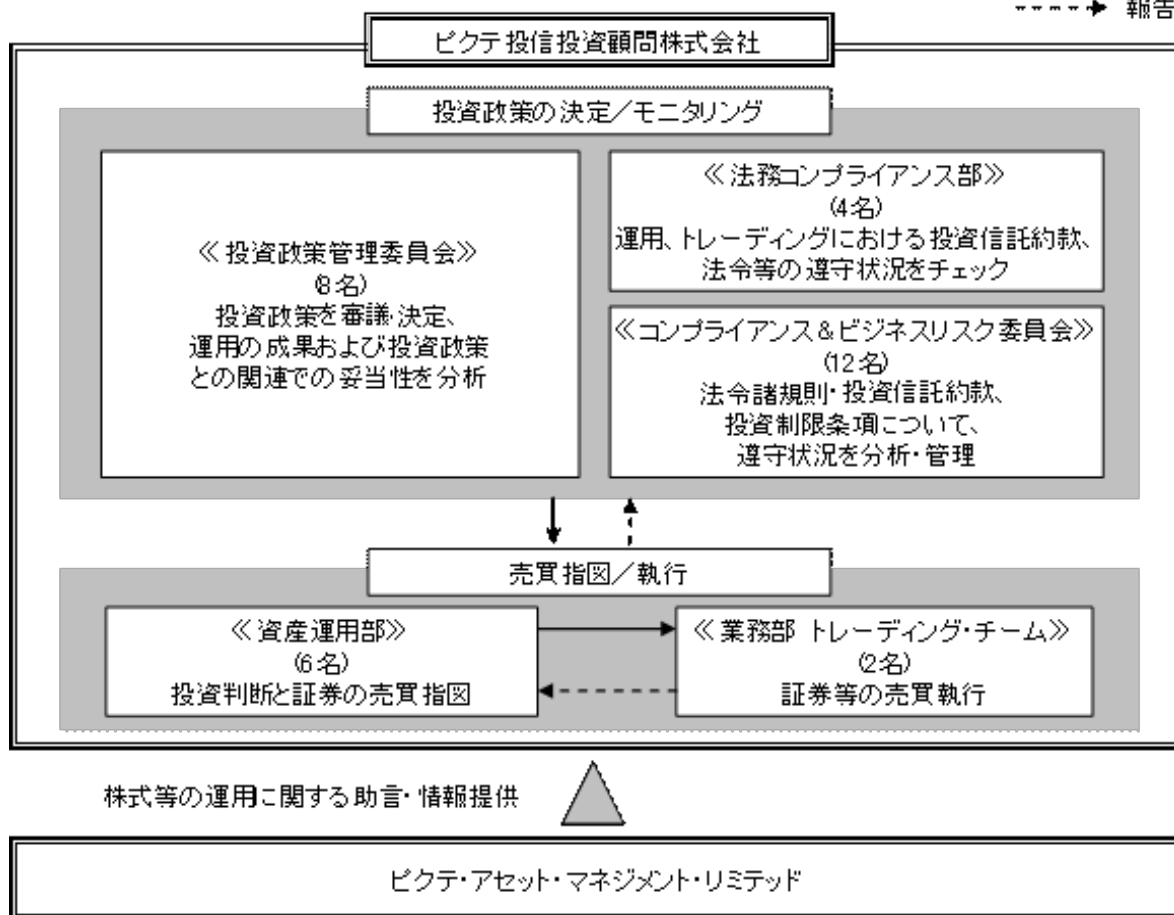 報告
ピクテ投信投資顧問株式会社
投資政策の決定／モニタリング
≪投資政策管理委員会≫
(8名)
投資政策を審議・決定、
運用の成果および投資政策
との関連での妥当性を分析
≪法務コンプライアンス部≫
(4名)
運用、トレーディングにおける投資信託約款、
法令等の遵守状況をチェック
≪コンプライアンス＆ビジネスリスク委員会≫
(12名)
法令諸規則・投資信託約款、
投資制限条項について、
遵守状況を分析・管理
売買指図／執行
≪資産運用部≫
(6名)
投資判断と証券の売買指図
≪業務部 トレーディング・チーム≫
(2名)
証券等の売買執行
株式等の運用に関する助言・情報提供
ピクテ・アセット・マネジメント・リミテッド